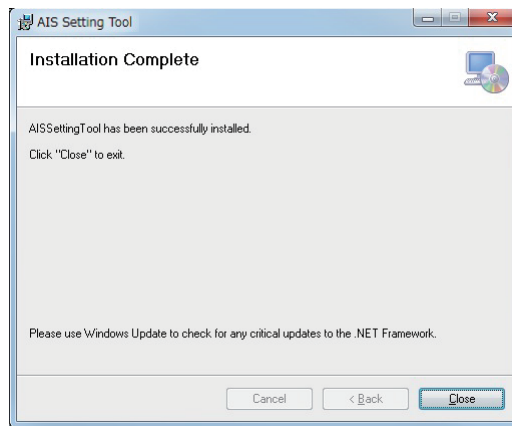 AIS Setting Tool
Installation Complete
AISSettingTool has been successfully installed.
Click "Close" to exit.
Please use Windows Update to check for any critical updates to the .NET Framework.
Cancel
< Back
Close